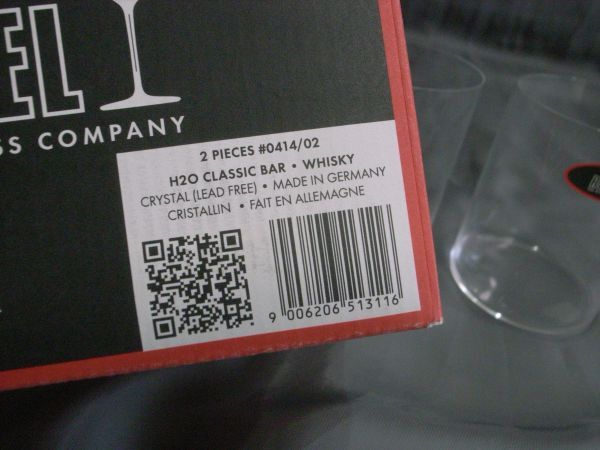 EL
SS COMPANY
2 PIECES #0414/02
H2O CLASSIC BAR • WHISKY
CRYSTAL (LEAD FREE) • MADE IN GERMANY
CRISTALLIN • FAIT EN ALLEMAGNE
9 006206 513116